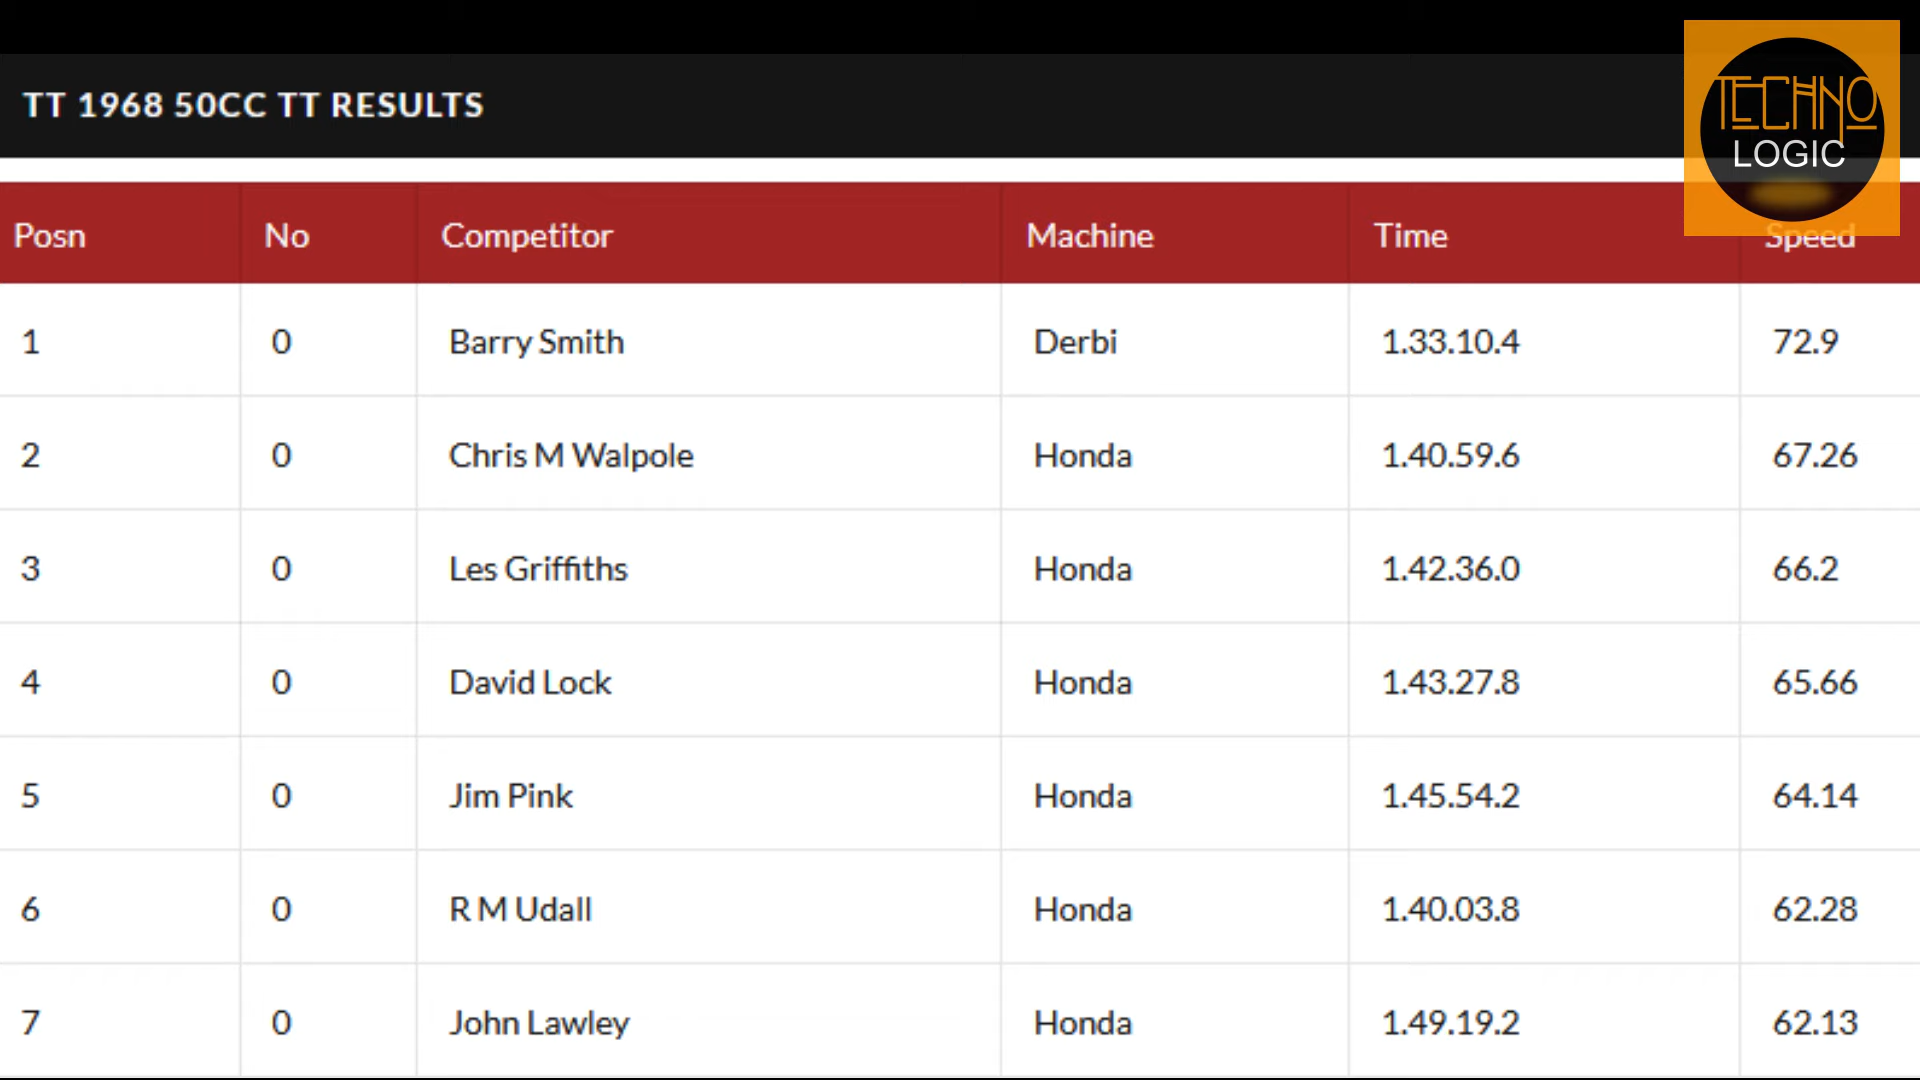 TT 1968 50CC TT RESULTS
TECHNO
LOGIC
Posn No Competitor Machine Time Speed
1 0 Barry Smith Derbi 1.33.10.4 72.9
2 0 Chris M Walpole Honda 1.40.59.6 67.26
3 0 Les Griffiths Honda 1.42.36.0 66.2
4 0 David Lock Honda 1.43.27.8 65.66
5 0 Jim Pink Honda 1.45.54.2 64.14
6 0 R M Udall Honda 1.40.03.8 62.28
7 0 John Lawley Honda 1.49.19.2 62.13